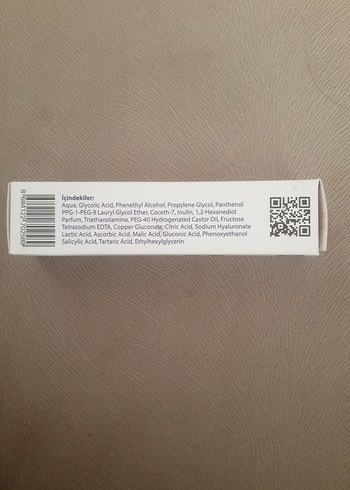 İçindekiler;
Aqua, Glycolic Acid, Phenethyl Alcohol, Propylene Glycol, Panthenol
PPG-1-PEG-9 Lauryl Glycol Ether, Coceth-7, Inulin, 1,2-Hexanediol
Parfum, Triethanolamine, PEG-40 Hydrogenated Castor Oil, Fructose
Tetrasodium EDTA, Copper Gluconate, Citric Acid, Sodium Hyaluronate
Lactic Acid, Ascorbic Acid, Malic Acid, Gluconic Acid, Phenoxyethanol
Salicylic Acid, Tartaric Acid, Ethylhexylglycerin